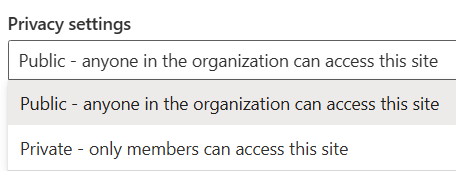 Privacy settings
Public - anyone in the organization can access this site
Public - anyone in the organization can access this site
Private - only members can access this site